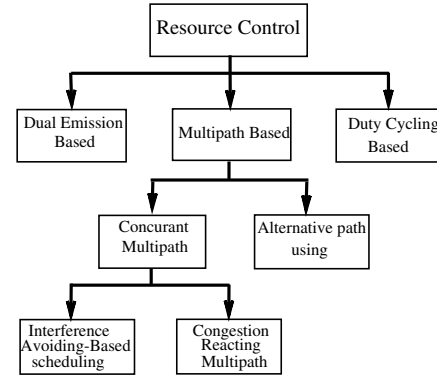 Resource Control
Dual Emission
Based
Multipath Based
Duty Cycling
Based
Concurant
Multipath
Alternative path
using
Interference
Avoiding-Based
scheduling
Congestion
Reacting
Multipath